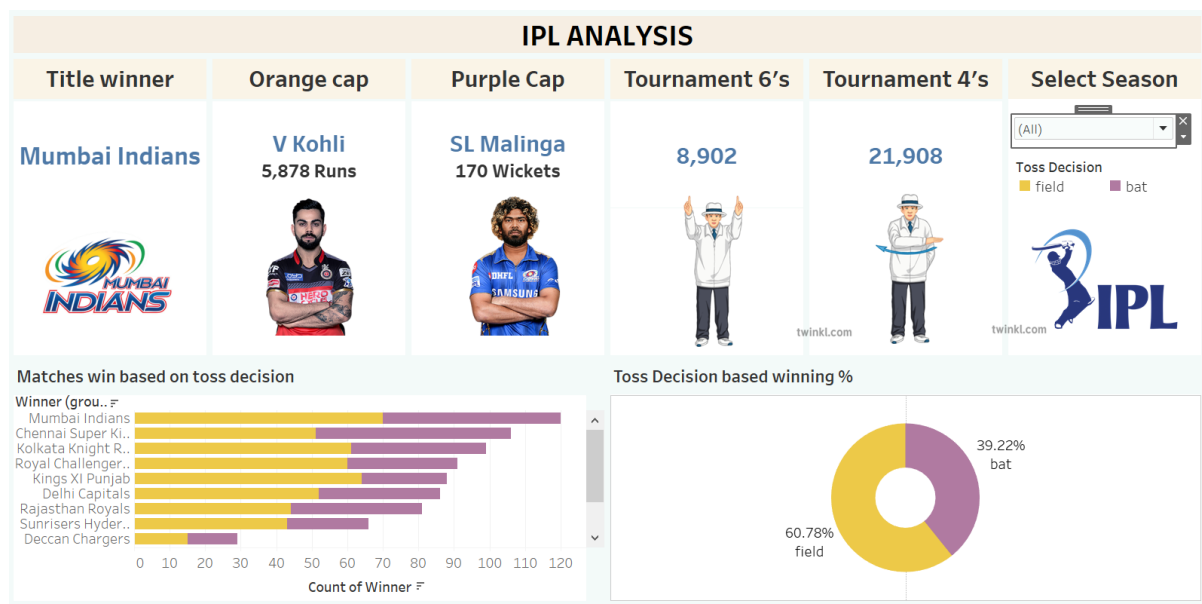 IPL ANALYSIS
Title winner
Orange cap
Purple Cap
Tournament 6's
Tournament 4's
Select Season
Mumbai Indians
V Kohli
5,878 Runs
SL Malinga
170 Wickets
8,902
21,908
(All)
Toss Decision
field
bat
MUMBAI
INDIANS
HERO
DHFL
SAMSUNG
twinkl.com
twinkl.com
IPL
Matches win based on toss decision
Winner (grou..
Mumbai Indians
Chennai Super Ki..
Kolkata Knight R..
Royal Challenger..
Kings XI Punjab
Delhi Capitals
Rajasthan Royals
Sunrisers Hyder..
Deccan Chargers
0 10 20 30 40 50 60 70 80 90 100 110 120
Count of Winner
Toss Decision based winning %
39.22%
bat
60.78%
field